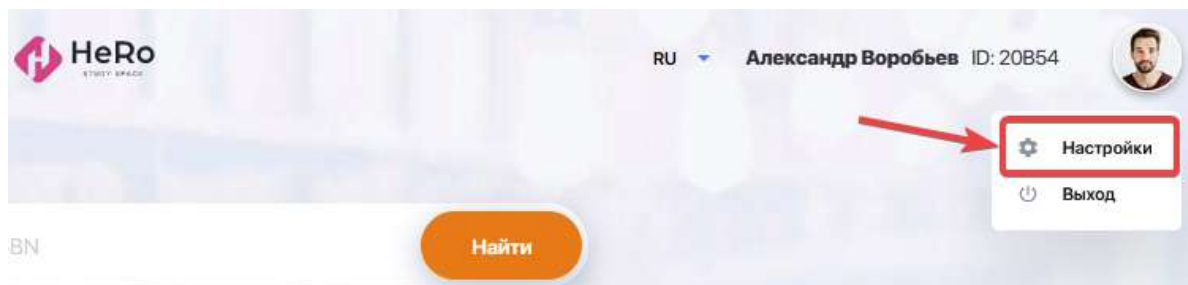 HeRo
STUDY SPACE
RU Александр Воробьев ID: 20B54
Настройки
Выход
BN Найти